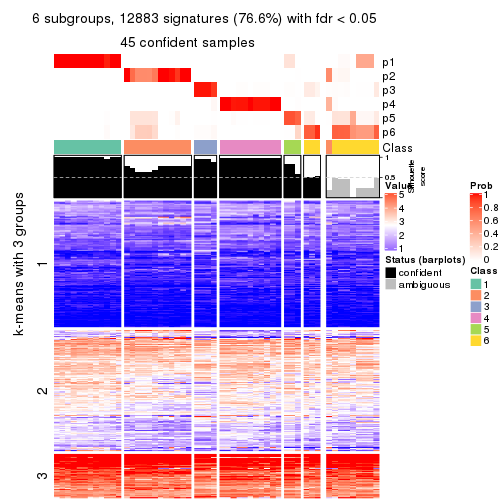 6 subgroups, 12883 signatures (76.6%) with fdr < 0.05
45 confident samples
p1
p2
p3
p4
p5
p6
Class
1
0.5
0
Silhouette score
k-means with 3 groups
1
2
3
Value
5
4
3
2
1
Status (barplots)
confident
ambiguous
Prob
1
0.8
0.6
0.4
0.2
0
Class
1
2
3
4
5
6